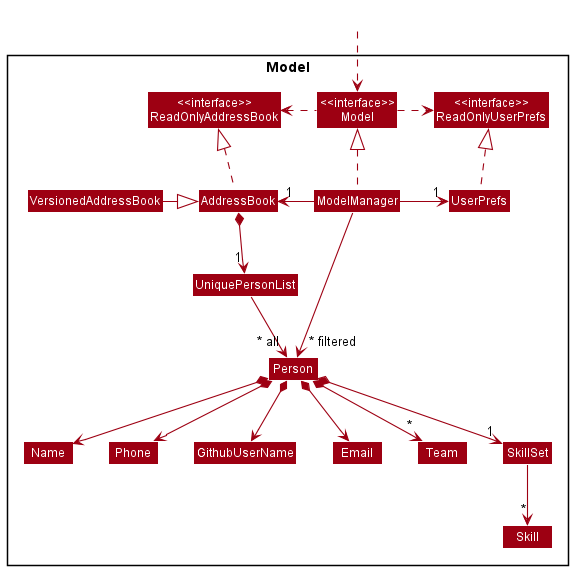 Model
<<interface>>
ReadOnlyAddressBook
<<interface>>
Model
<<interface>>
ReadOnlyUserPrefs
VersionedAddressBook
AddressBook
1
ModelManager
1
UserPrefs
1
UniquePersonList
* all
* filtered
Person
*
1
Name
Phone
GithubUserName
Email
Team
SkillSet
*
Skill